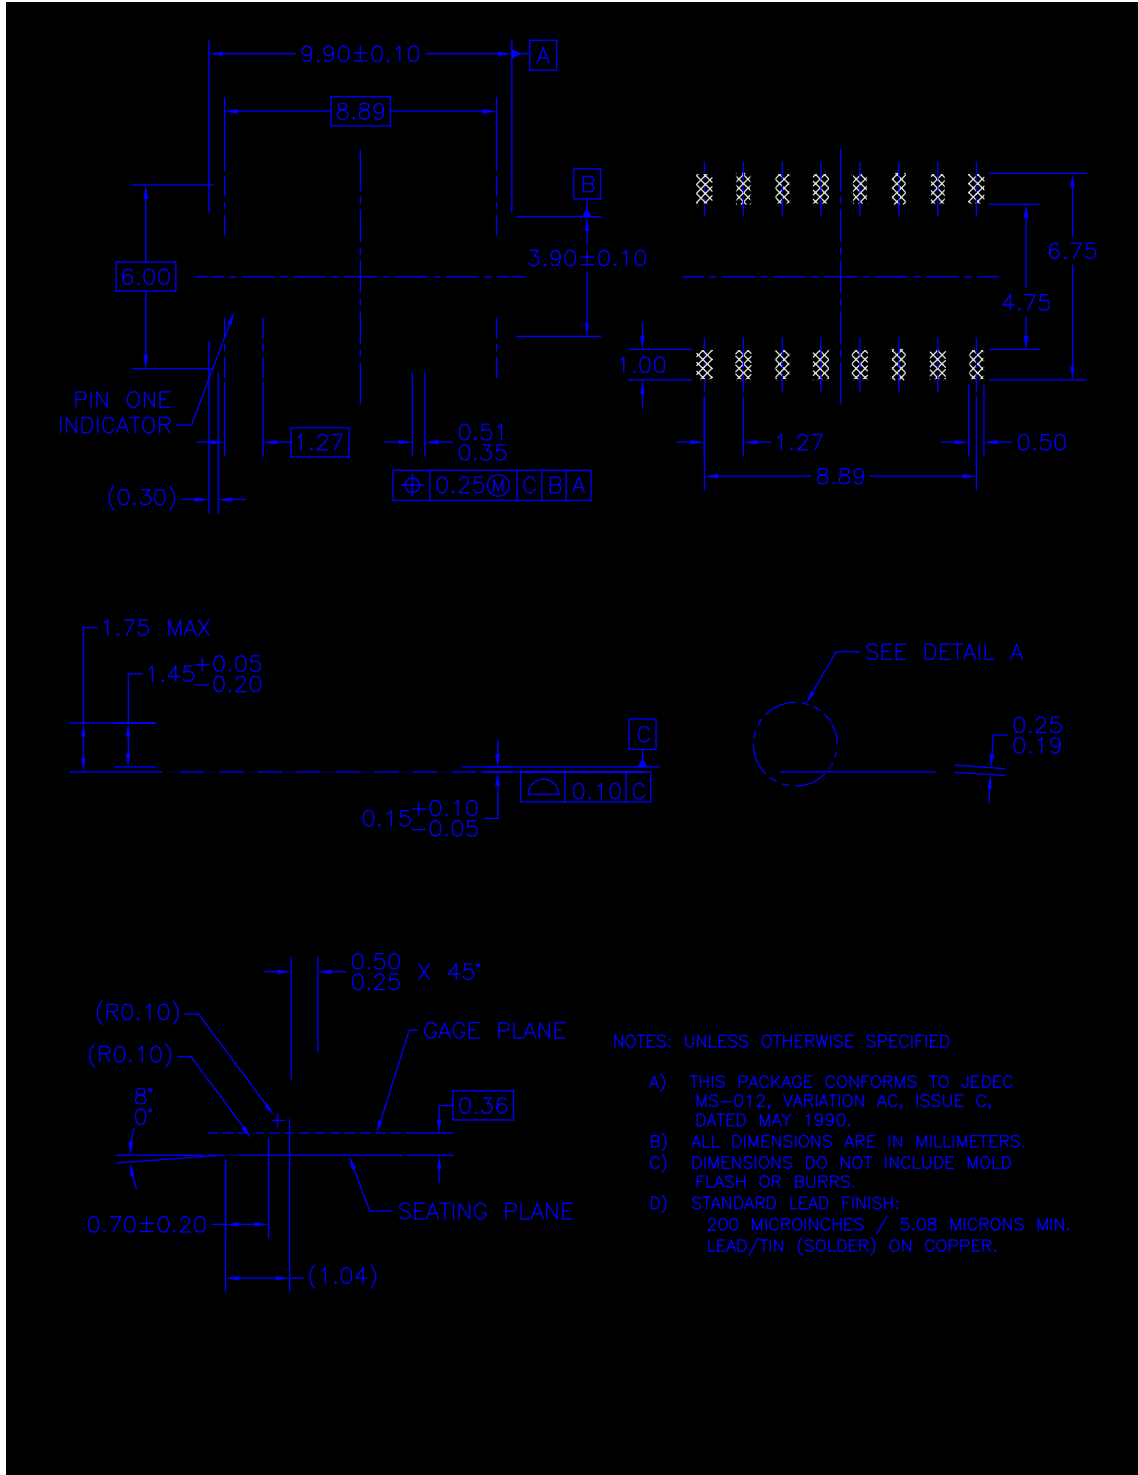 9.90±0.10
A
8.89
B
6.00
3.90±0.10
6.75
4.75
1.00
PIN ONE
INDICATOR
1.27
0.51
0.35
1.27
0.50
8.89
(0.30)
0.25Ⓜ C B A
1.75 MAX
1.45+0.05
−0.20
SEE DETAIL A
C
0.25
0.19
0.10 C
0.15+0.10
−0.05
0.50
0.25 X 45°
(R0.10)
GAGE PLANE
(R0.10)
8°
0°
0.36
SEATING PLANE
0.70±0.20
(1.04)
NOTES: UNLESS OTHERWISE SPECIFIED
A) THIS PACKAGE CONFORMS TO JEDEC
MS-012, VARIATION AC, ISSUE C,
DATED MAY 1990.
B) ALL DIMENSIONS ARE IN MILLIMETERS.
C) DIMENSIONS DO NOT INCLUDE MOLD
FLASH OR BURRS.
D) STANDARD LEAD FINISH:
200 MICROINCHES / 5.08 MICRONS MIN.
LEAD/TIN (SOLDER) ON COPPER.